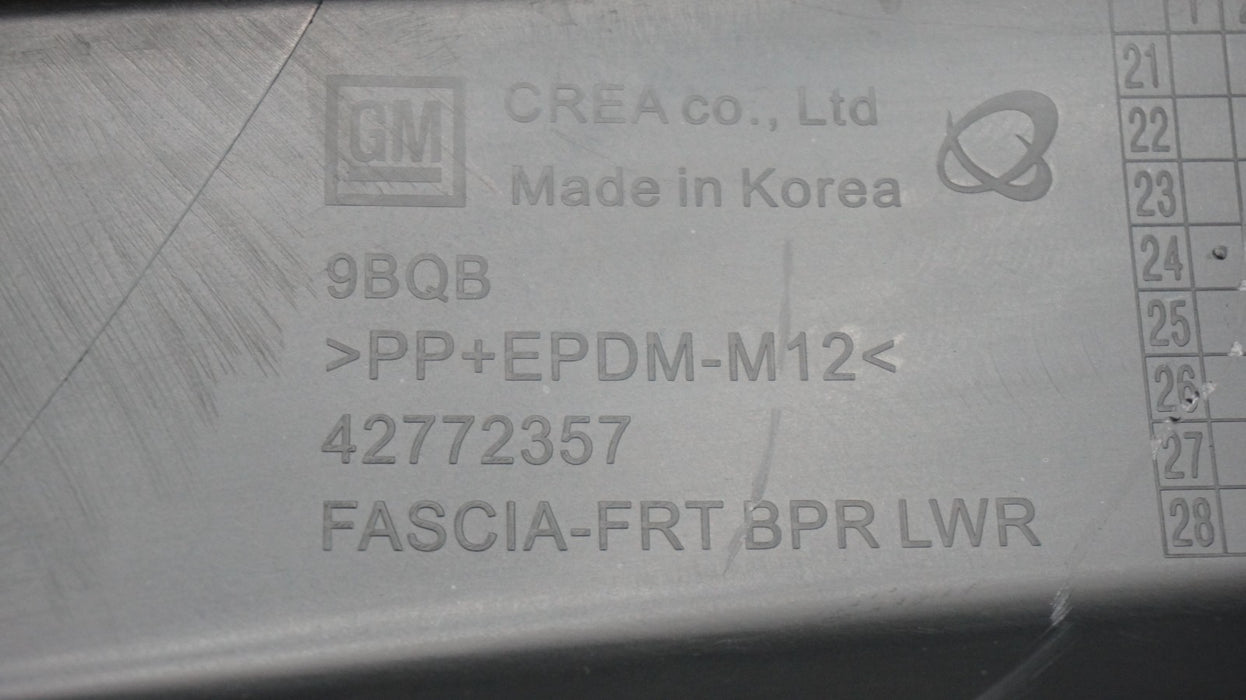 GM
CREA co., Ltd
Made in Korea
9BQB
>PP+EPDM-M12<
42772357
FASCIA-FRT BPR LWR
21
22
23
24
25
26
27
28